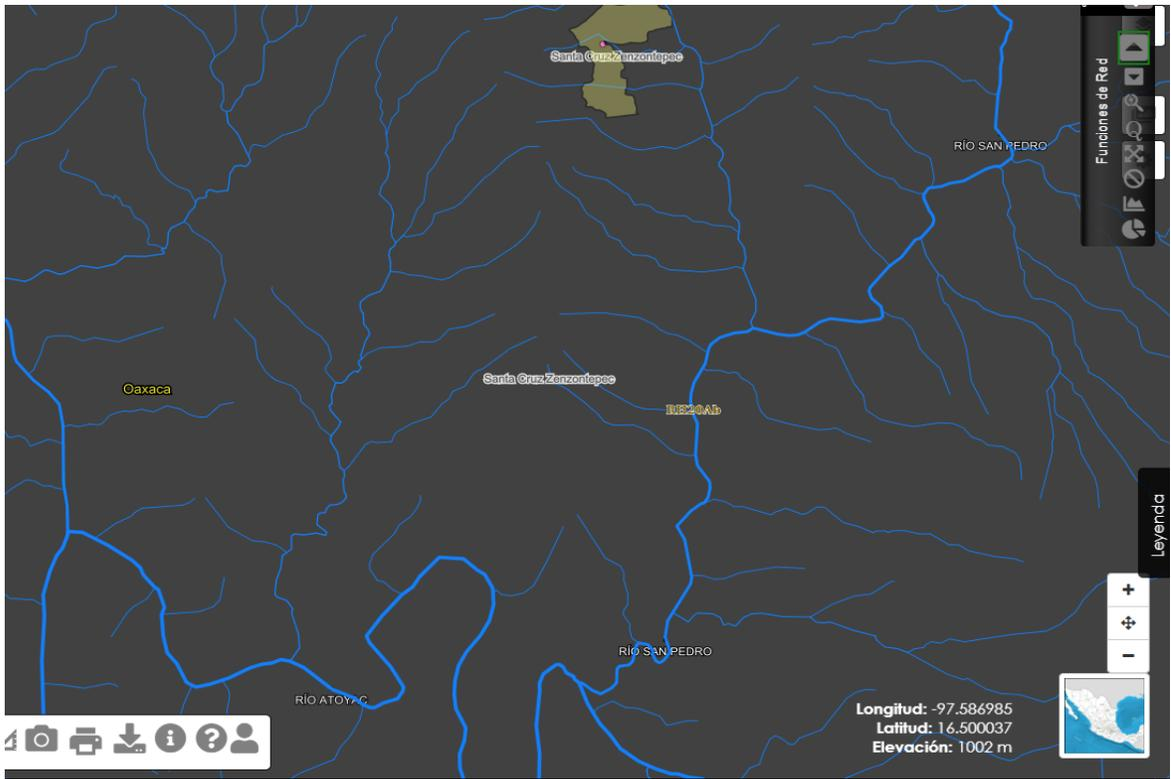 Santa Cruz Zenzontepec
Funciones de Red
RÍO SAN PEDRO
Santa Cruz Zenzontepec
Oaxaca
RH20Ab
Leyenda
RÍO SAN PEDRO
RÍO ATOYAC
Longitud: -97.586985
Latitud: 16.500037
Elevación: 1002 m